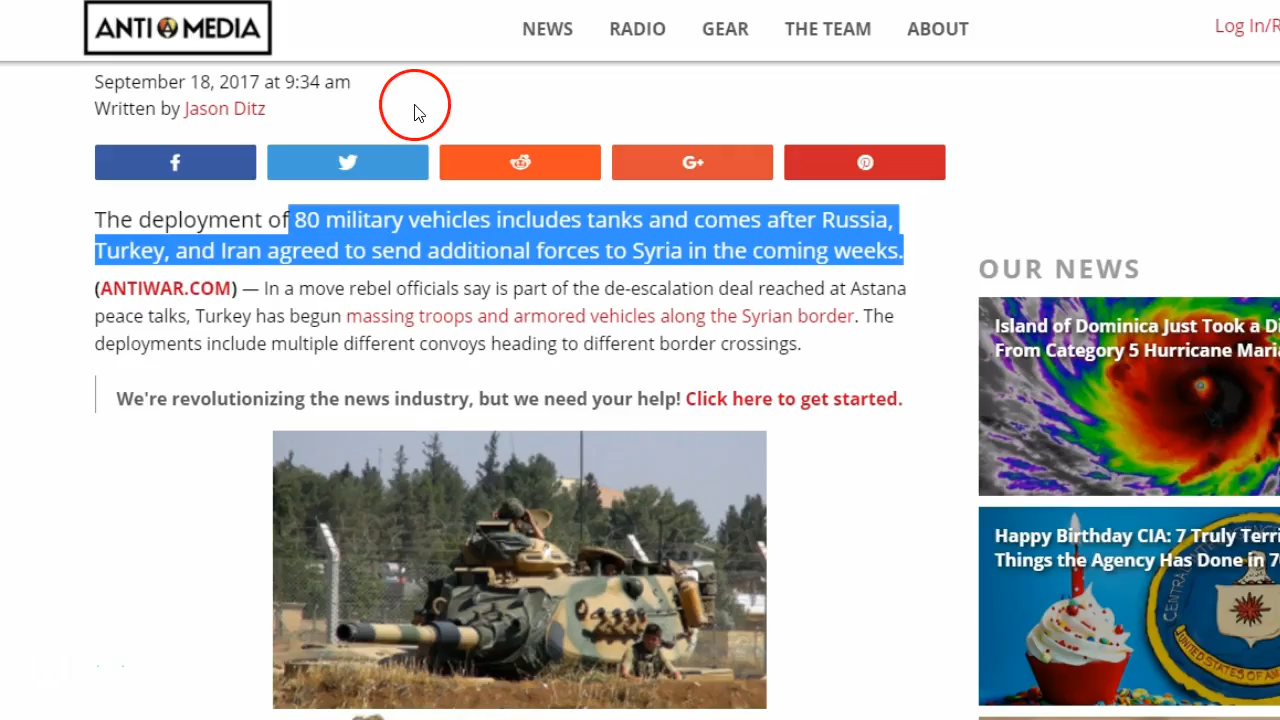 ANTI MEDIA
NEWS RADIO GEAR THE TEAM ABOUT
Log In/R
September 18, 2017 at 9:34 am
Written by Jason Ditz
f
G+
The deployment of 80 military vehicles includes tanks and comes after Russia,
Turkey, and Iran agreed to send additional forces to Syria in the coming weeks.
(ANTIWAR.COM) — In a move rebel officials say is part of the de-escalation deal reached at Astana
peace talks, Turkey has begun massing troops and armored vehicles along the Syrian border. The
deployments include multiple different convoys heading to different border crossings.
We're revolutionizing the news industry, but we need your help! Click here to get started.
OUR NEWS
Island of Dominica Just Took a Di
From Category 5 Hurricane Maria
Happy Birthday CIA: 7 Truly Terri
Things the Agency Has Done in 7